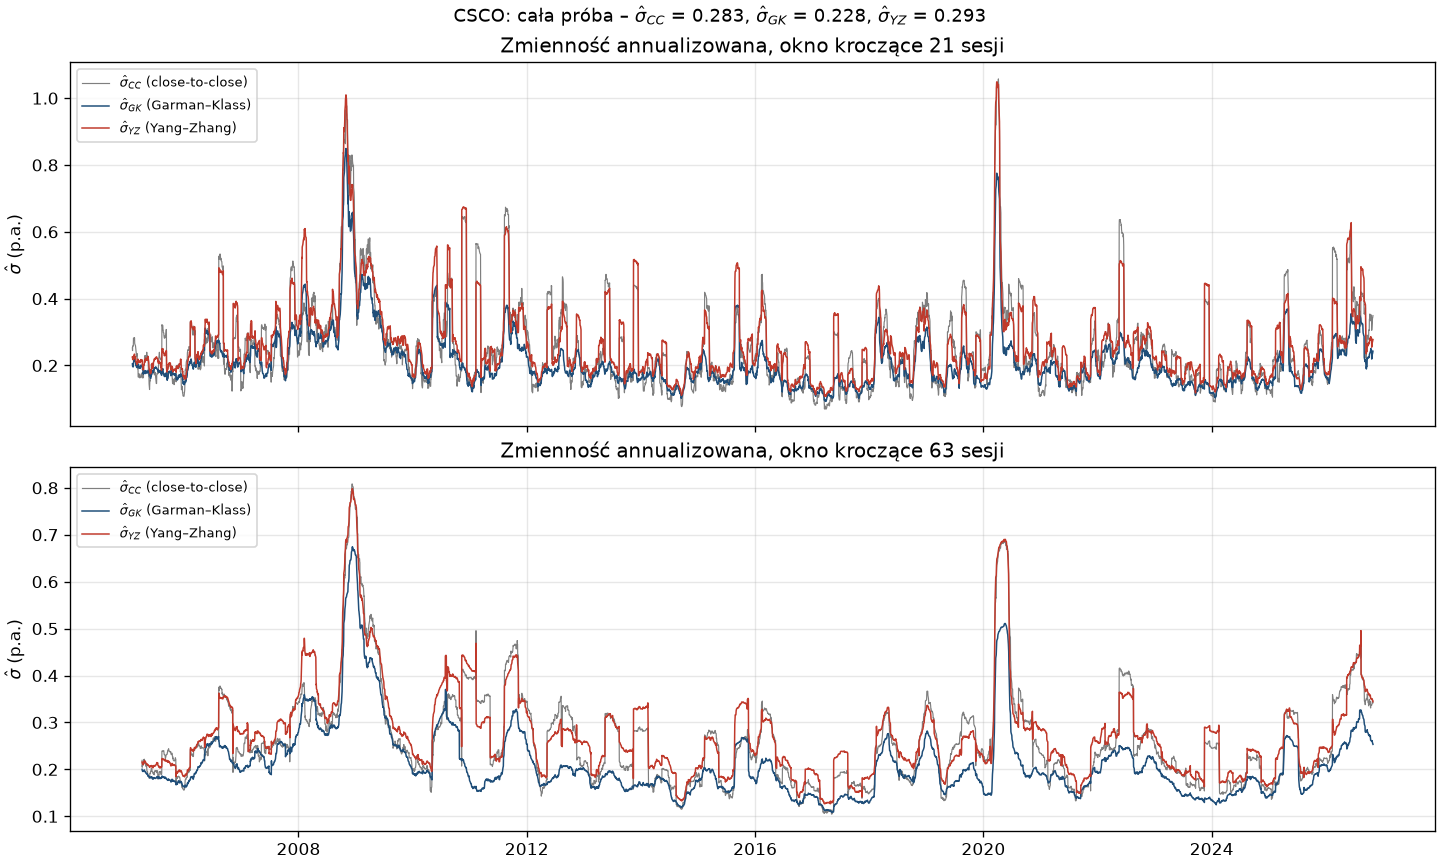 CSCO: cała próba – σ̂_CC = 0.283, σ̂_GK = 0.228, σ̂_YZ = 0.293
Zmienność annualizowana, okno kroczące 21 sesji
σ̂_CC (close-to-close)
σ̂_GK (Garman–Klass)
σ̂_YZ (Yang–Zhang)
σ̂ (p.a.)
1.0
0.8
0.6
0.4
0.2
Zmienność annualizowana, okno kroczące 63 sesji
σ̂_CC (close-to-close)
σ̂_GK (Garman–Klass)
σ̂_YZ (Yang–Zhang)
σ̂ (p.a.)
0.8
0.7
0.6
0.5
0.4
0.3
0.2
0.1
2008 2012 2016 2020 2024